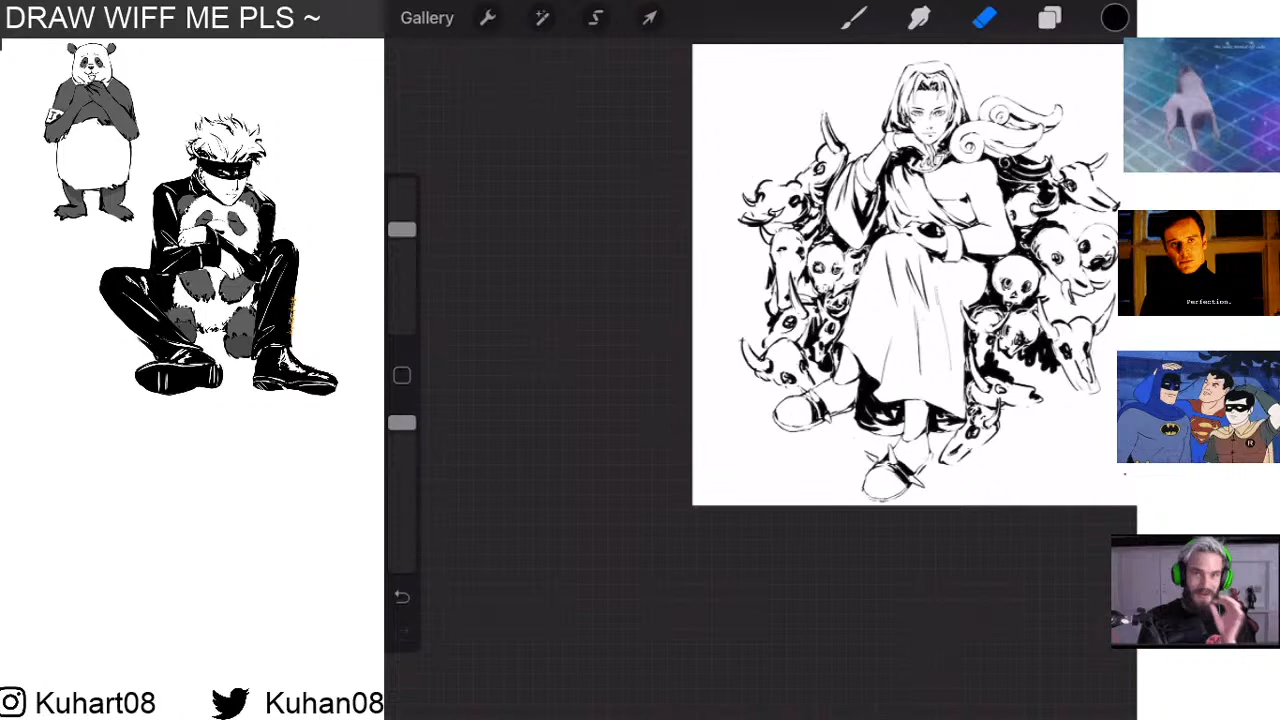 DRAW WIFF ME PLS ~
Gallery
Perfection.
R
Kuhart08
Kuhan08